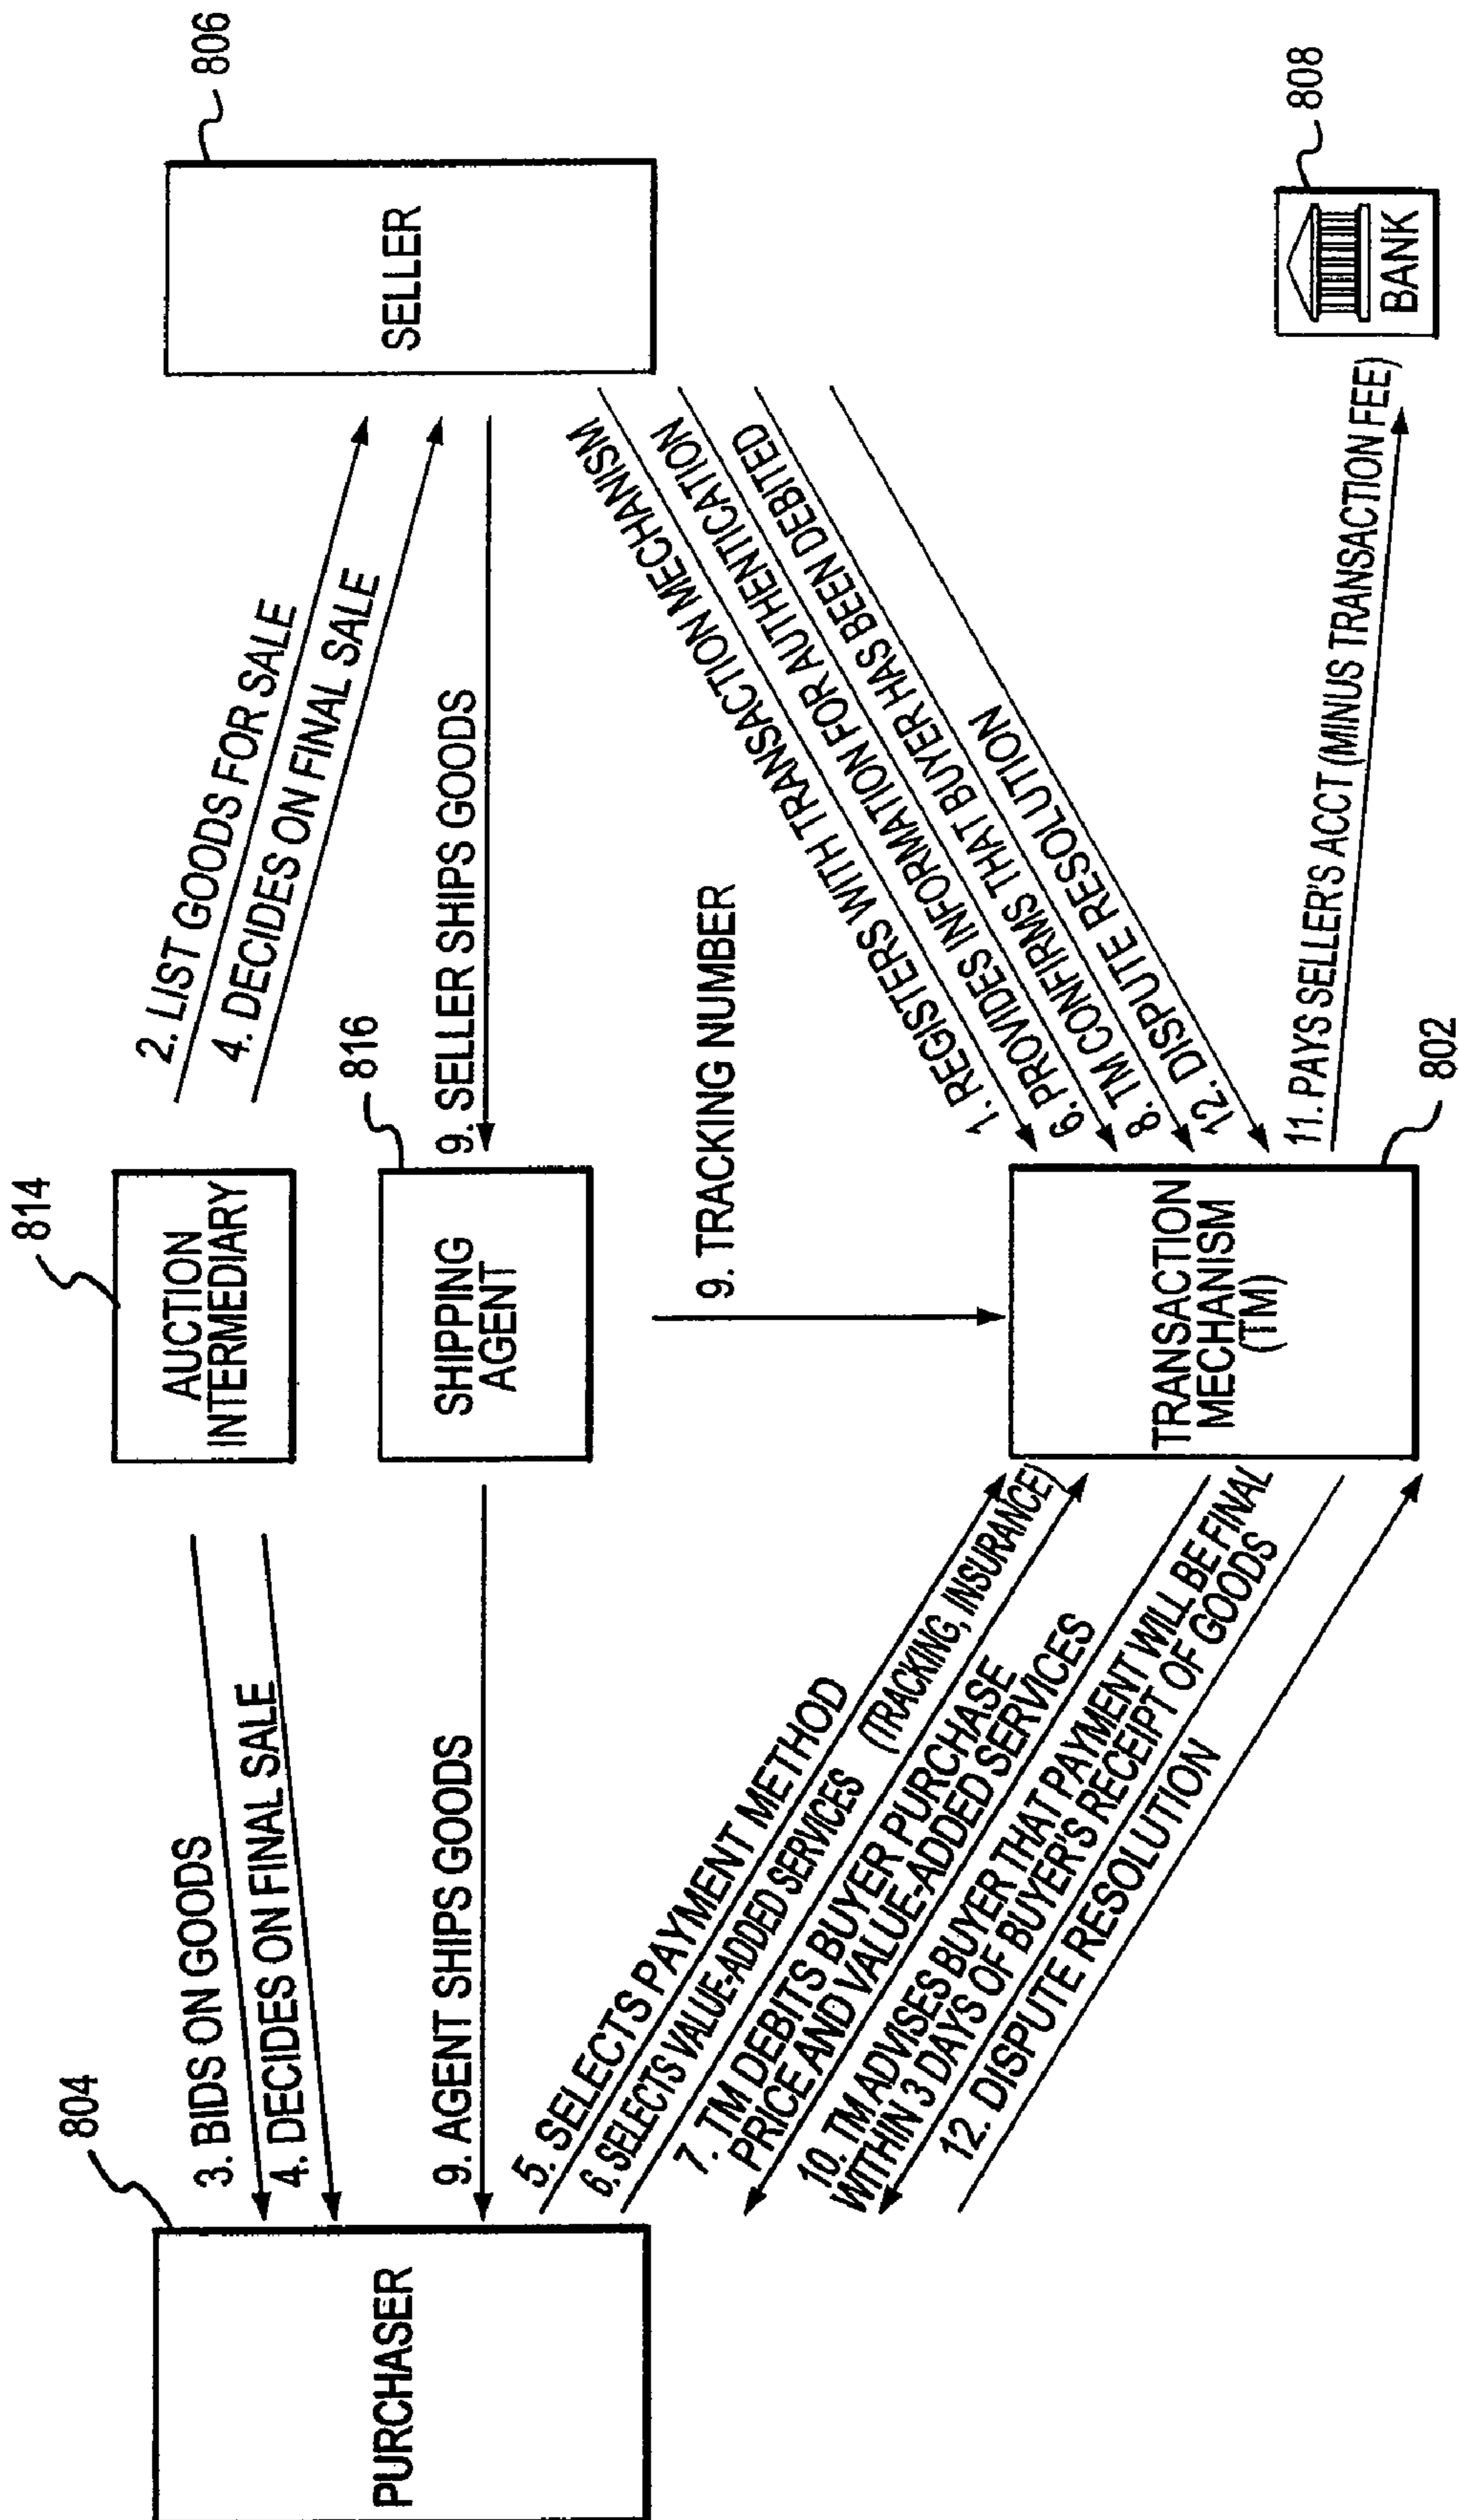 814
AUCTION
INTERMEDIARY
804
PURCHASER
806
SELLER
3. BIDS ON GOODS
4. DECIDES ON FINAL SALE
2. LIST GOODS FOR SALE
4. DECIDES ON FINAL SALE
816
SHIPPING
AGENT
9. AGENT SHIPS GOODS
9. SELLER SHIPS GOODS
9. TRACKING NUMBER
5. SELECTS PAYMENT METHOD
6. SELECTS VALUE-ADDED SERVICES (TRACKING, INSURANCE)
7. TM DEBITS BUYER PURCHASE
PRICE AND VALUE-ADDED SERVICES
10. TM ADVISES BUYER THAT PAYMENT WILL BE FINAL
WITHIN 3 DAYS OF BUYER'S RECEIPT OF GOODS
12. DISPUTE RESOLUTION
1. REGISTERS WITH TRANSACTION MECHANISM
6. PROVIDES INFORMATION FOR AUTHENTICATION
8. TM CONFIRMS THAT BUYER HAS BEEN DEBITED
12. DISPUTE RESOLUTION
TRANSACTION
MECHANISM
(TM)
802
11. PAYS SELLER'S ACCT (MINUS TRANSACTION FEE)
808
BANK